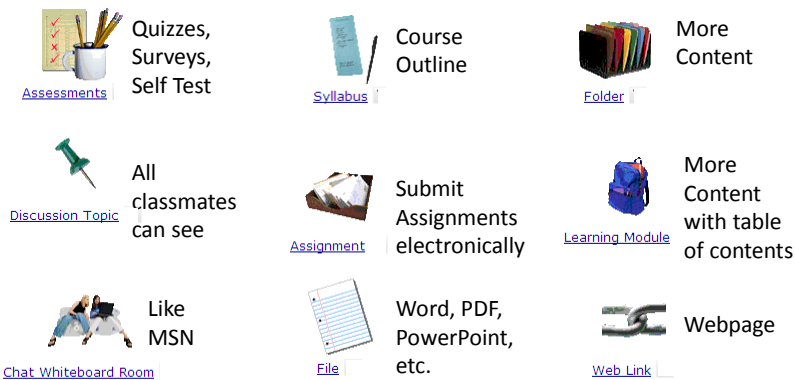 Quizzes,
Surveys,
Self Test
Assessments
Course
Outline
Syllabus
More
Content
Folder
All
classmates
can see
Discussion Topic
Submit
Assignments
electronically
Assignment
More
Content
with table
of contents
Learning Module
Like
MSN
Chat Whiteboard Room
Word, PDF,
PowerPoint,
etc.
File
Webpage
Web Link